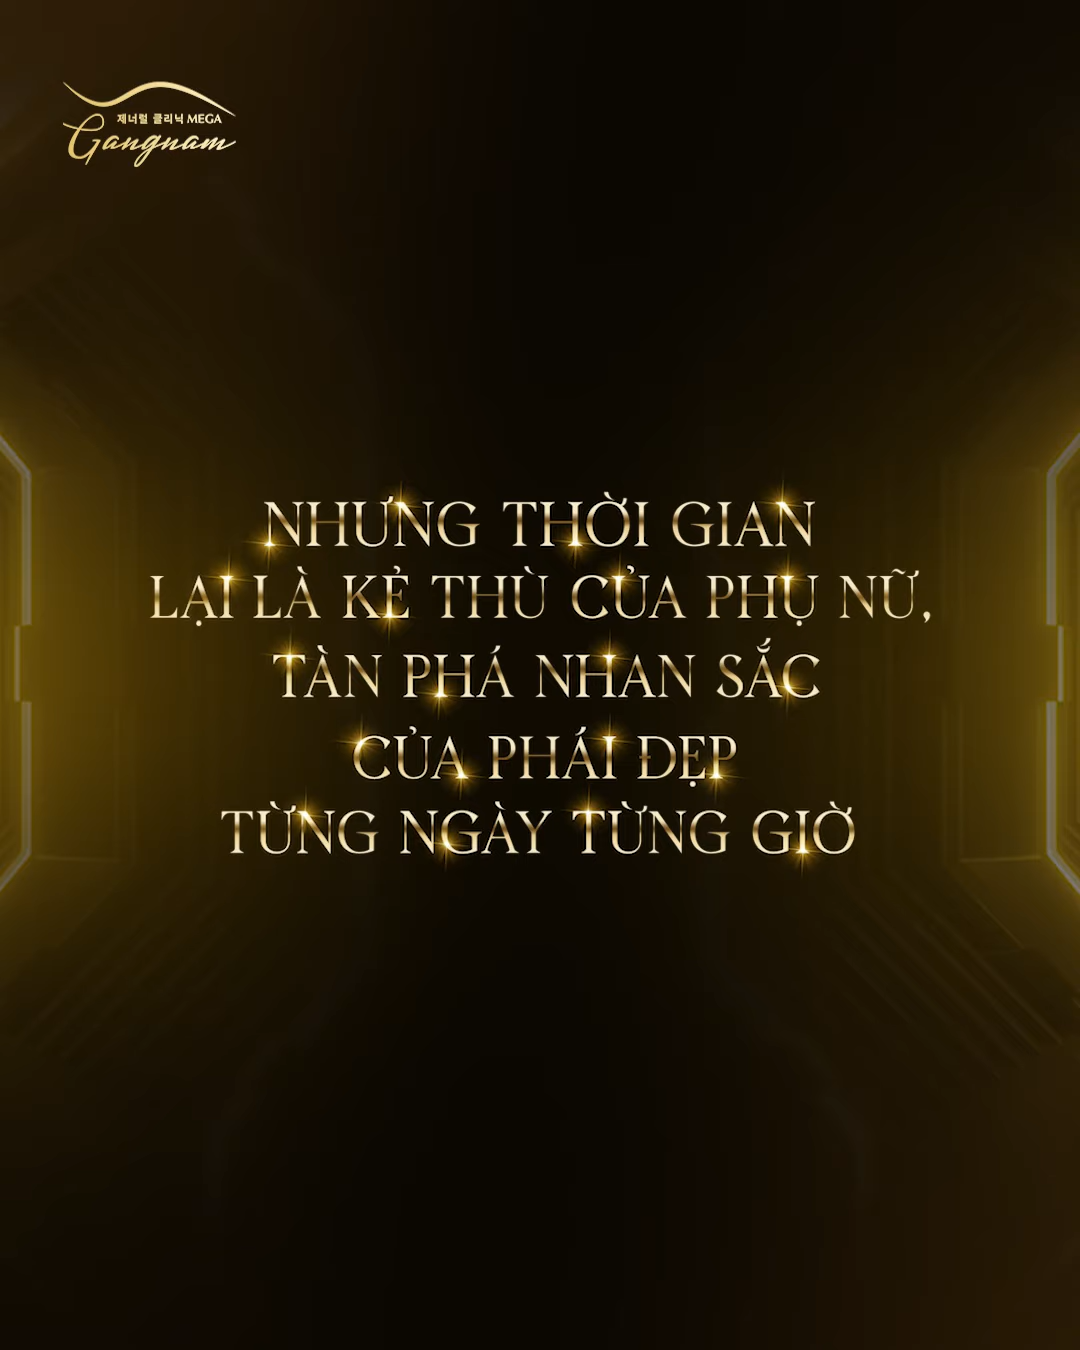 제너럴 클리닉 MEGA
Gangnam
NHƯNG THỜI GIAN
LẠI LÀ KẺ THÙ CỦA PHỤ NỮ,
TÀN PHÁ NHAN SẮC
CỦA PHÁI ĐẸP
TỪNG NGÀY TỪNG GIỜ